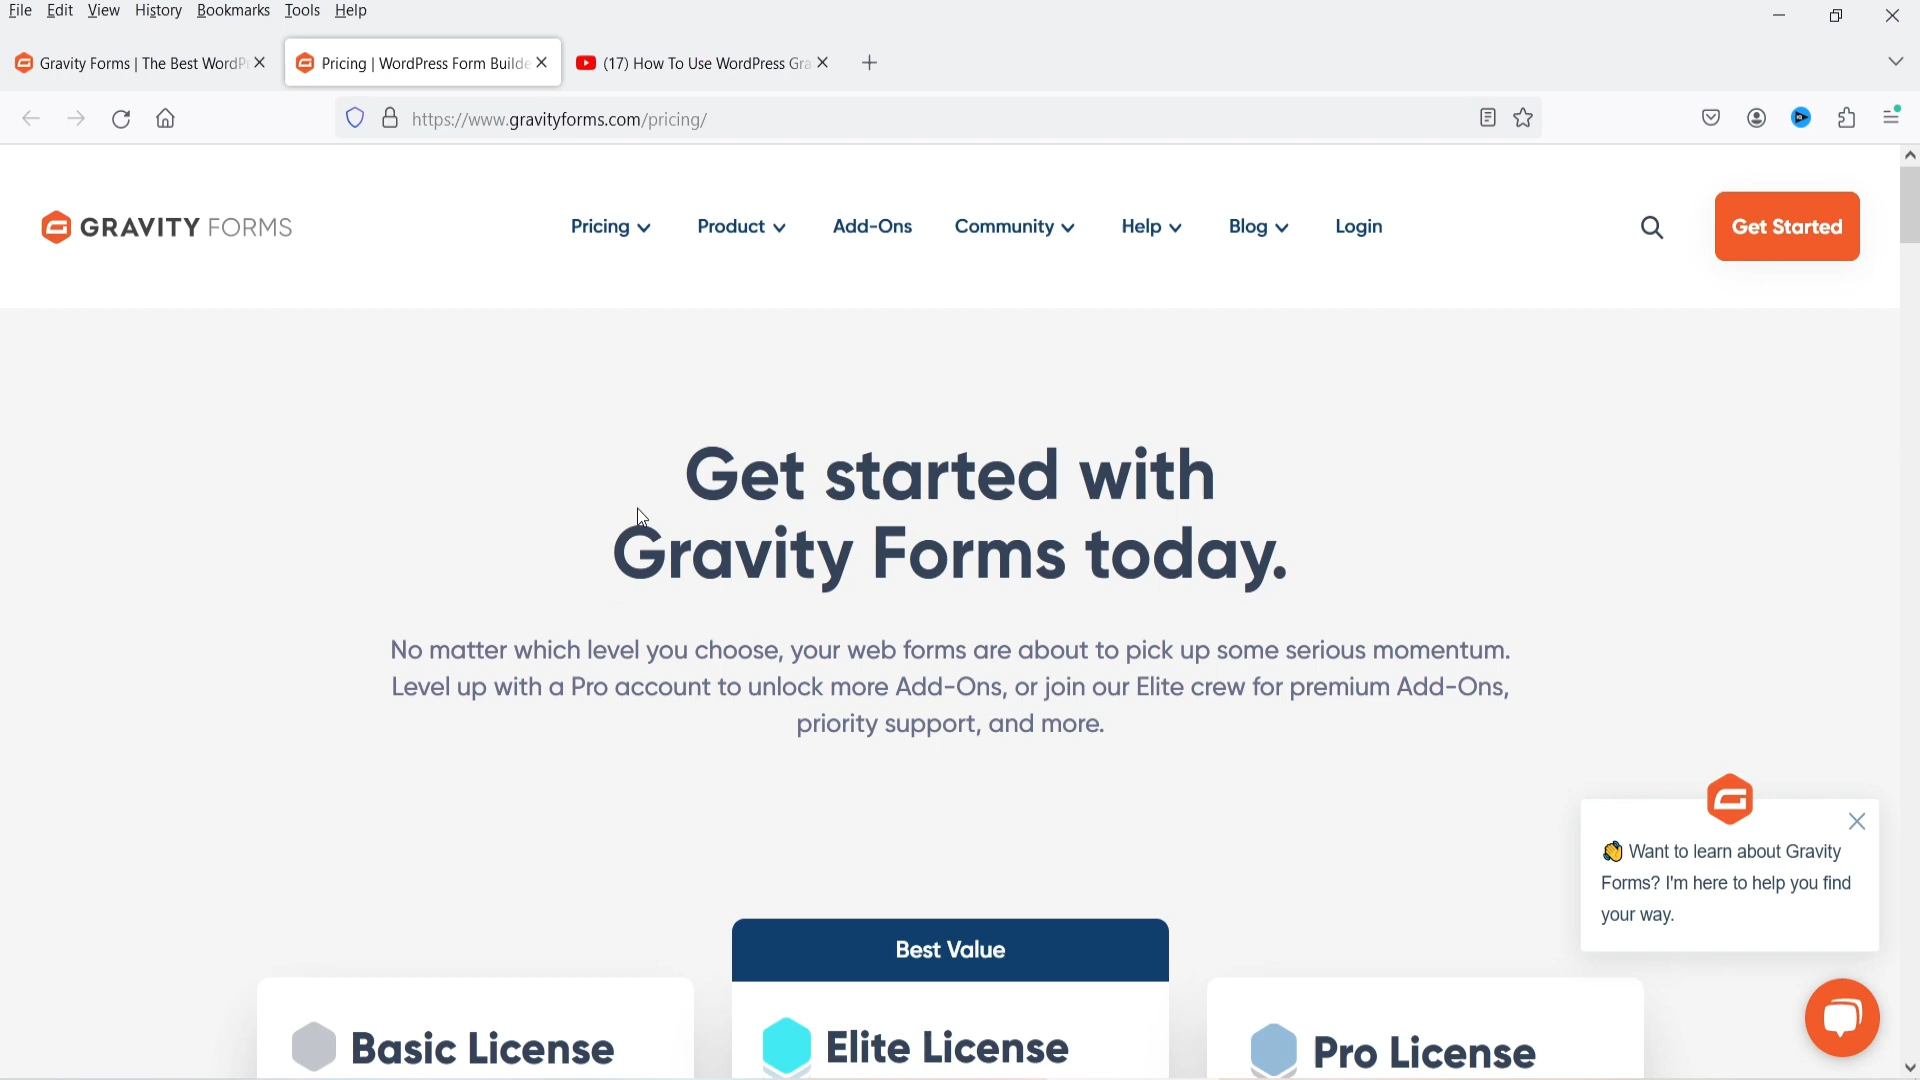 File Edit View History Bookmarks Tools Help
Gravity Forms | The Best WordP
Pricing | WordPress Form Builde
(17) How To Use WordPress Gra
https://www.gravityforms.com/pricing/
GRAVITY FORMS
Pricing
Product
Add-Ons
Community
Help
Blog
Login
Get Started
Get started with
Gravity Forms today.
No matter which level you choose, your web forms are about to pick up some serious momentum.
Level up with a Pro account to unlock more Add-Ons, or join our Elite crew for premium Add-Ons,
priority support, and more.
👋 Want to learn about Gravity
Forms? I'm here to help you find
your way.
Best Value
Basic License
Elite License
Pro License